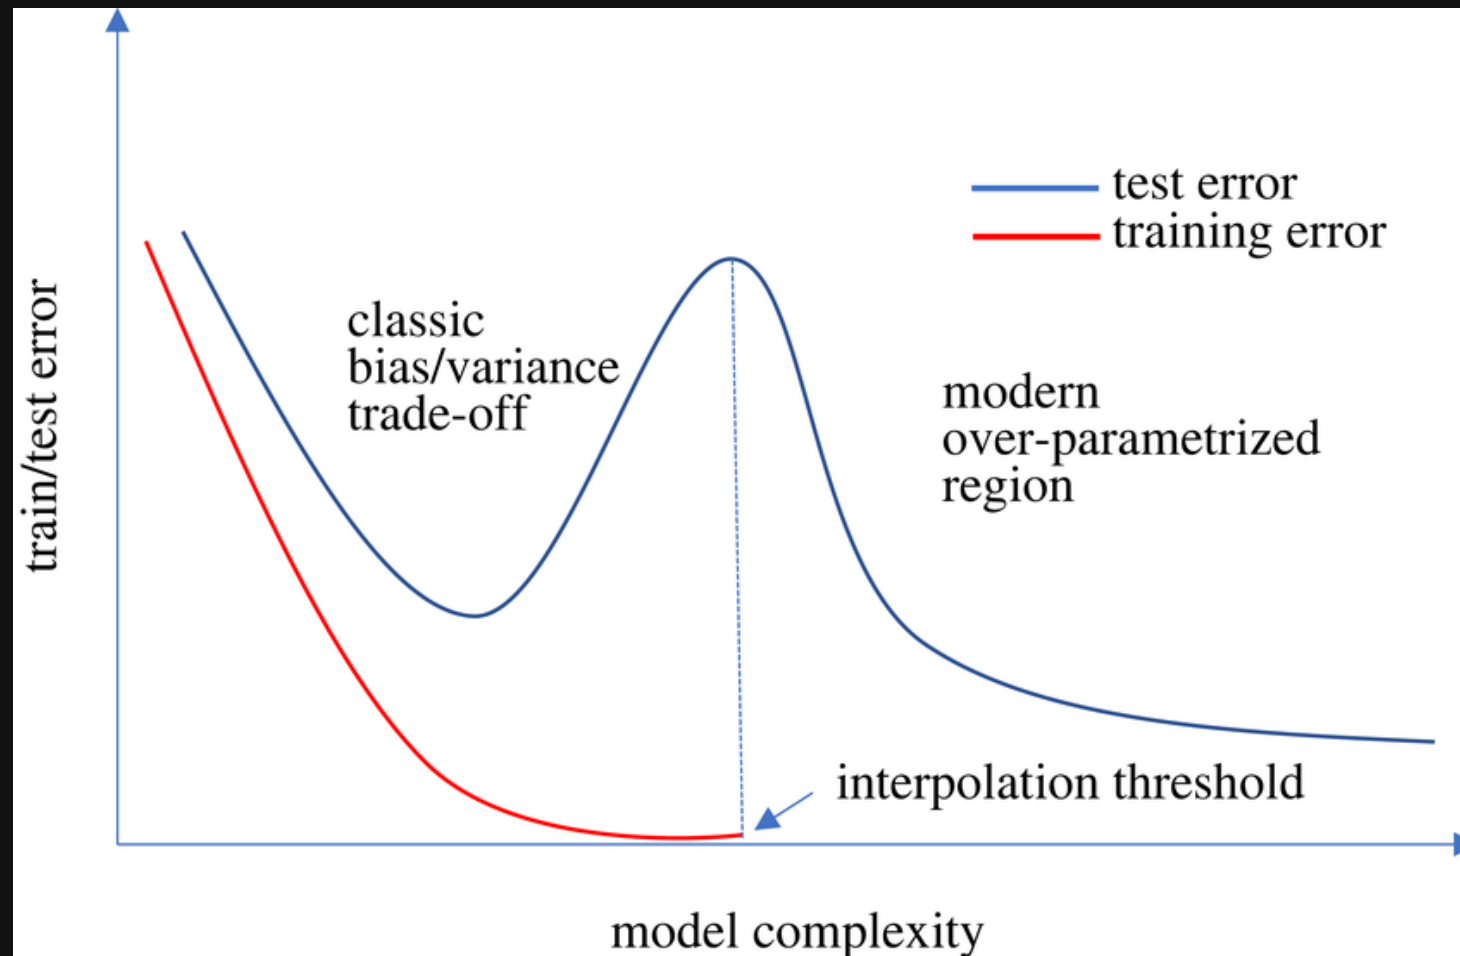 test error
training error
classic
bias/variance
trade-off
modern
over-parametrized
region
train/test error
interpolation threshold
model complexity